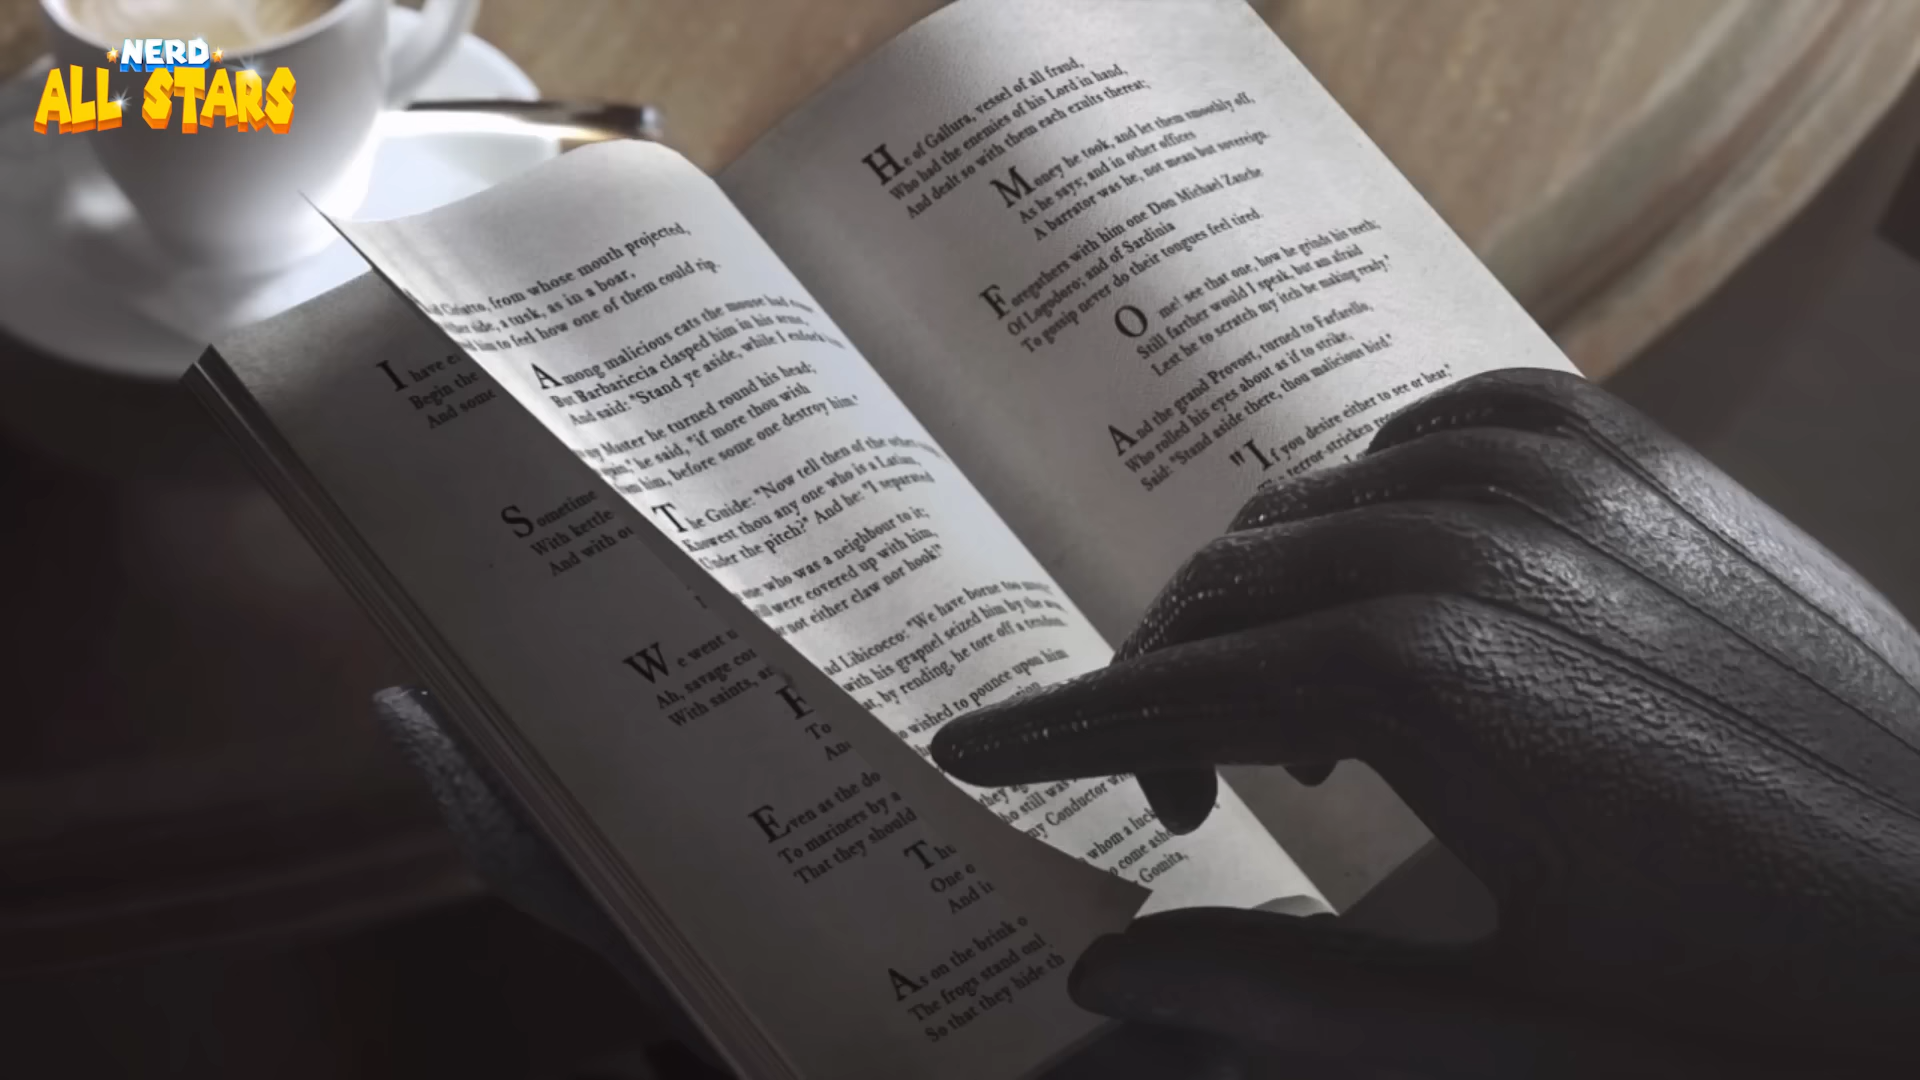 NERD
ALL STARS
I have
Begin the
And some
Sometime
With kettle
And with
We went
Ah, savage
With saints,
To
Even as the do
To mariners by a
That they should
One
As on the brink o
The frogs stand
So that they hide th
from whose mouth projected,
side, a tusk, as in a boar,
him to feel how one of them could rip.
Among malicious cats the mouse had
But Barbariccia clasped him in his arms,
And said: "Stand ye aside, while I
Master he turned round his head;
he said, "if more thou wish
him, before some one destroy him."
The Guide: "Now tell then of the
Knowest thou any one who is a Latian,
Under the pitch?" And he: "I separated
one who was a neighbour to it;
were covered up with him,
not either claw nor hook!"
Libicocco: "We have borne too
with his grapnel seized him by the
by rending, he tore off a tendon.
wished to pounce upon him
they
still was
my Conductor
whom a
come
Gomita,
He of Gallura, vessel of all fraud,
Who had the enemies of his Lord in hand,
And dealt so with them each exults thereat;
Money he took, and let them smoothly off,
As he says; and in other offices
A barrator was he, not mean but sovereign.
Foregathers with him one Don Michael Zanche
Of Logodoro; and of Sardinia
To gossip never do their tongues feel tired.
O me! see that one, how he grinds his teeth;
Still farther would I speak, but am afraid
Lest he to scratch my itch be making ready."
And the grand Provost, turned to Farfarello,
Who rolled his eyes about as if to strike,
Said: "Stand aside there, thou malicious bird."
"If you desire either to see or hear,"
terror-stricken